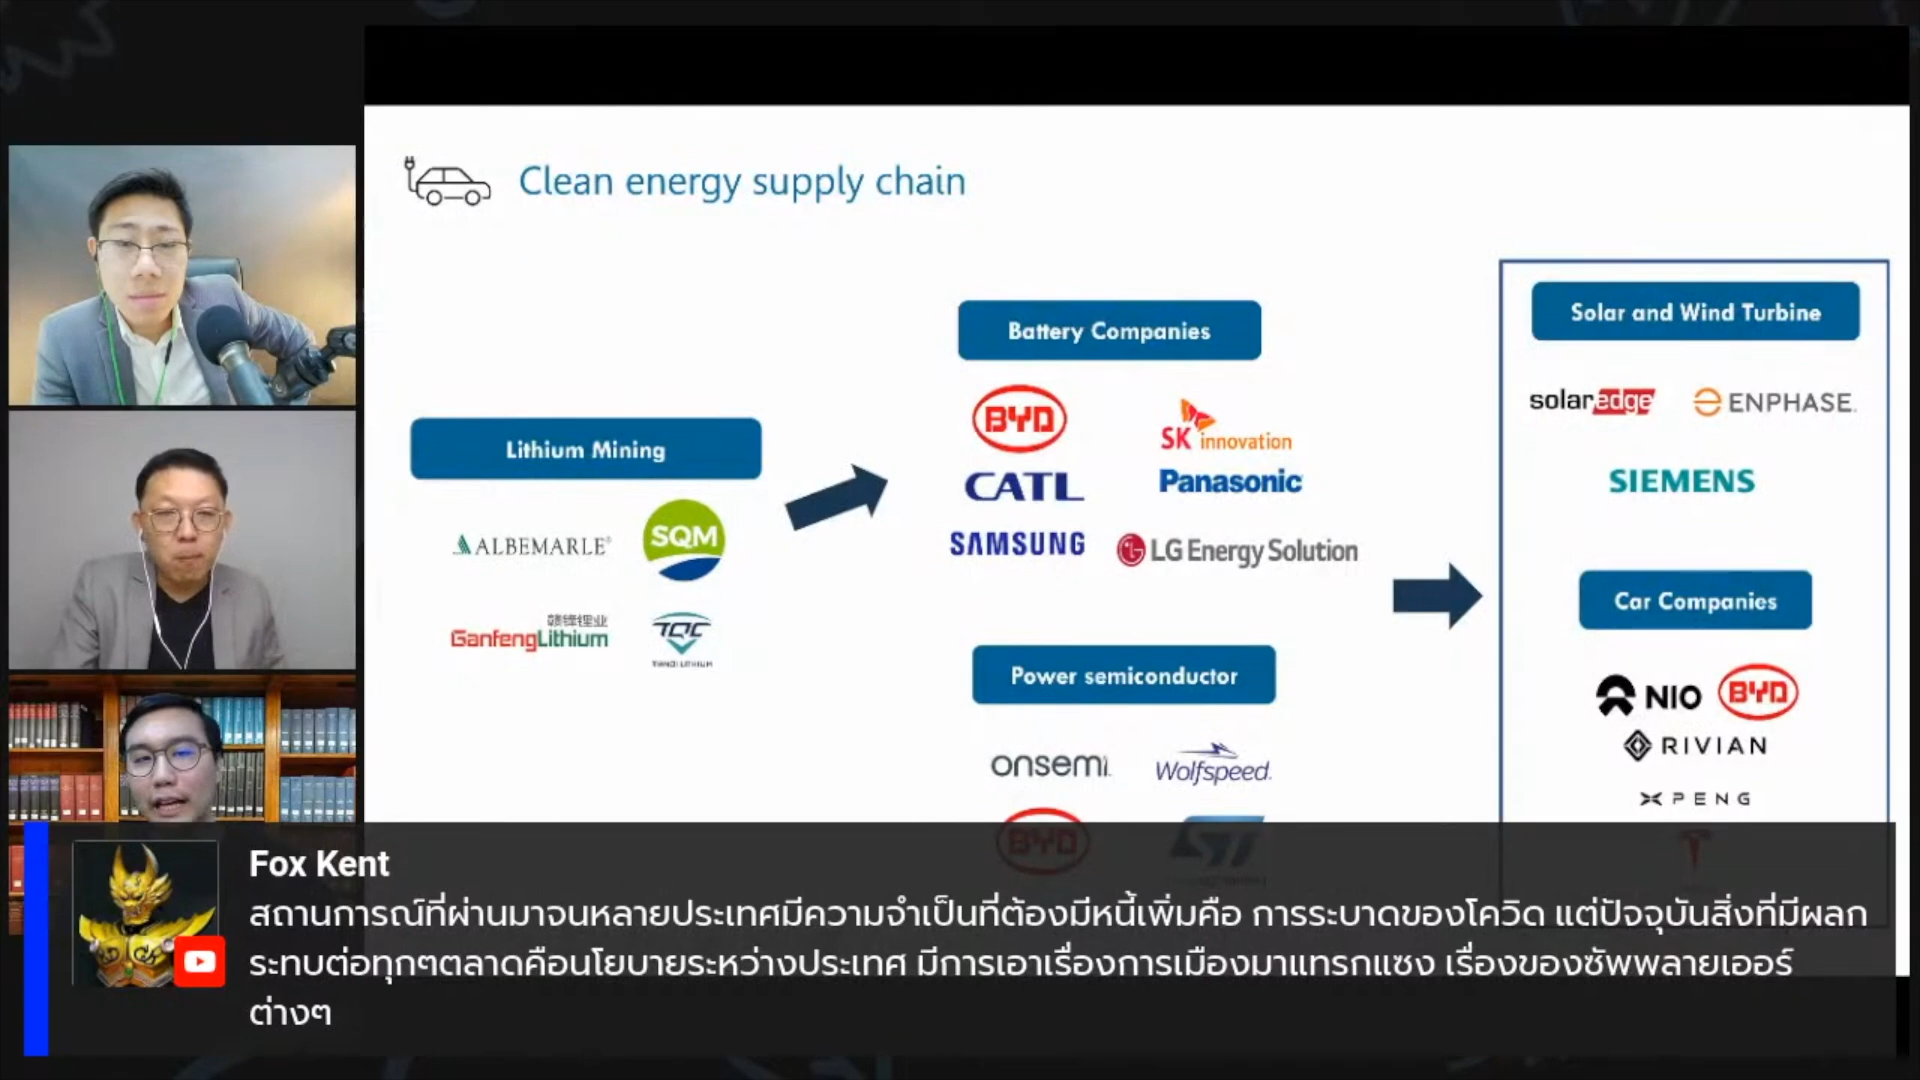 Clean energy supply chain
Lithium Mining
ALBEMARLE®
SQM
赣锋锂业
GanfengLithium
TQC
TIANQI LITHIUM
Battery Companies
BYD
SK innovation
CATL
Panasonic
SAMSUNG
LG Energy Solution
Power semiconductor
onsemi
Wolfspeed
BYD
ST
Solar and Wind Turbine
solaredge
ENPHASE
SIEMENS
Car Companies
NIO
BYD
RIVIAN
XPENG
Fox Kent
สถานการณ์ที่ผ่านมาจนหลายประเทศมีความจำเป็นที่ต้องมีหนี้เพิ่มคือ การระบาดของโควิด แต่ปัจจุบันสิ่งที่มีผลก
ระทบต่อทุกๆตลาดคือนโยบายระหว่างประเทศ มีการเอาเรื่องการเมืองมาแทรกแซง เรื่องของซัพพลายเออร์
ต่างๆ